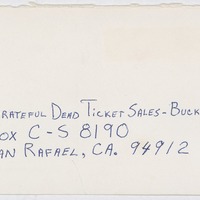 RATEFUL DEAD TICKET SALES - BUCK
OX C-S 8190
AN RAFAEL, CA. 94912